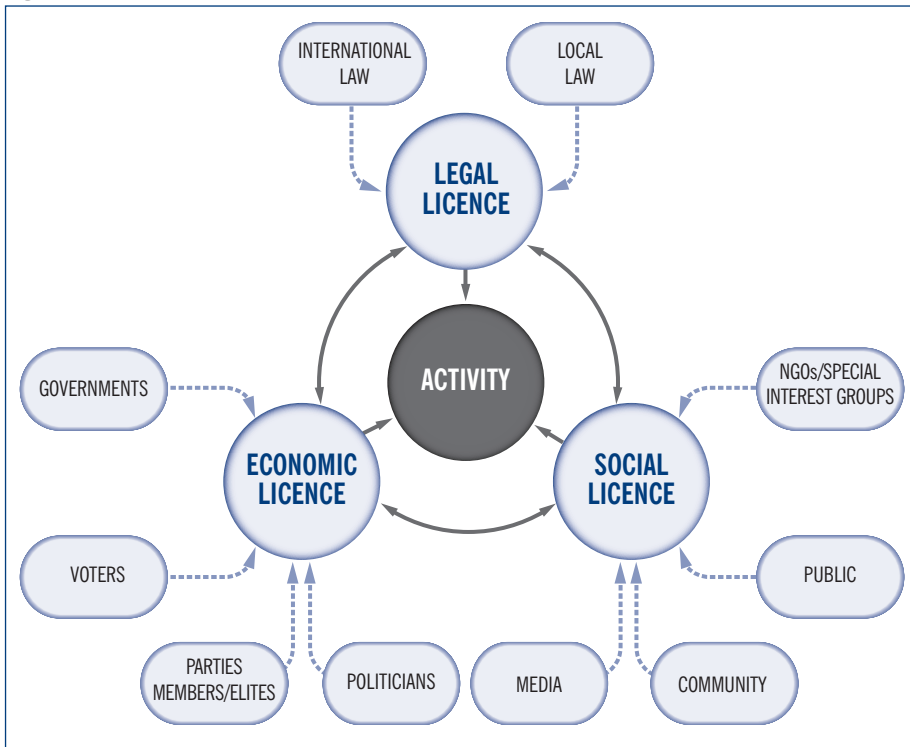 INTERNATIONAL
LAW
LOCAL
LAW
LEGAL
LICENCE
ACTIVITY
GOVERNMENTS
NGOs/SPECIAL
INTEREST GROUPS
ECONOMIC
LICENCE
SOCIAL
LICENCE
VOTERS
PUBLIC
PARTIES
MEMBERS/ELITES
POLITICIANS
MEDIA
COMMUNITY